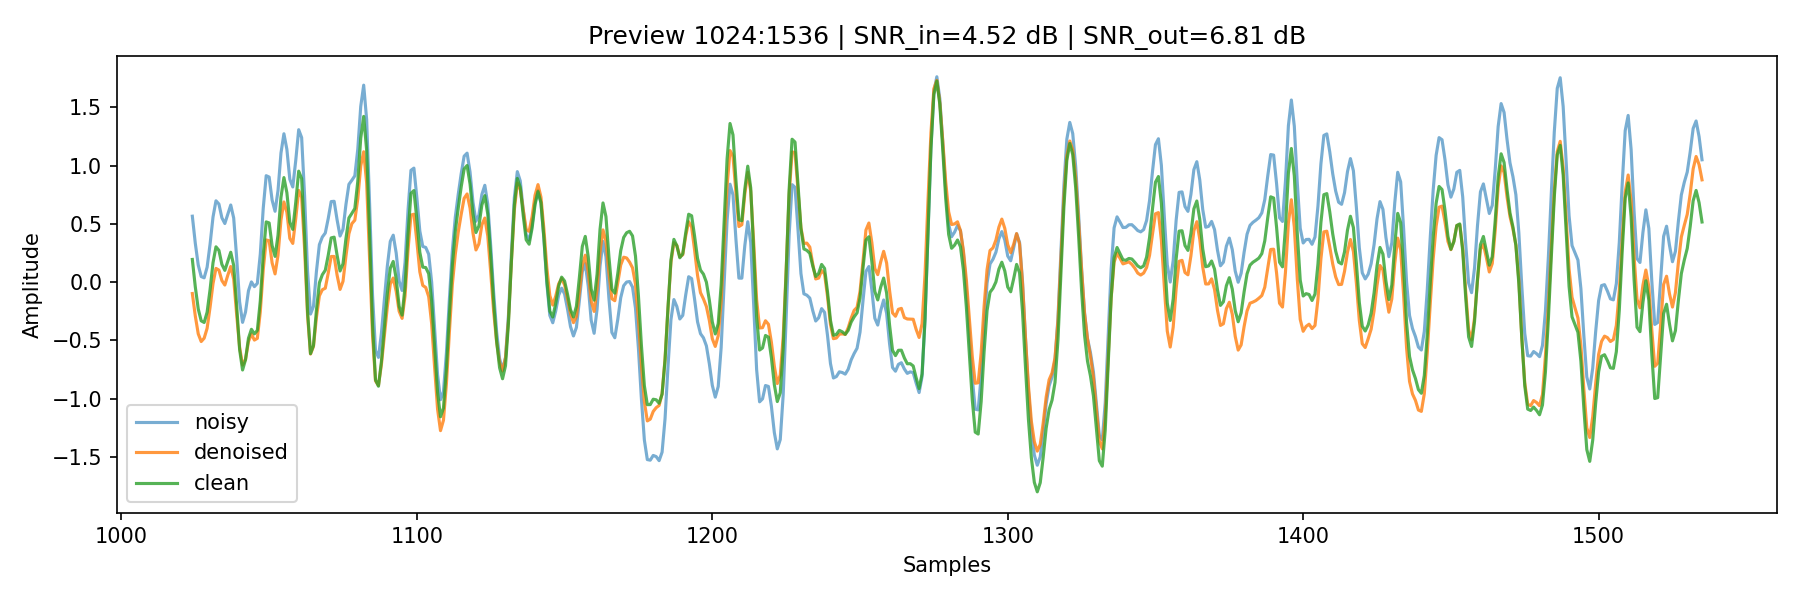 Preview 1024:1536 | SNR_in=4.52 dB | SNR_out=6.81 dB
Amplitude
1.5
1.0
0.5
0.0
−0.5
−1.0
−1.5
noisy
denoised
clean
1000 1100 1200 1300 1400 1500
Samples